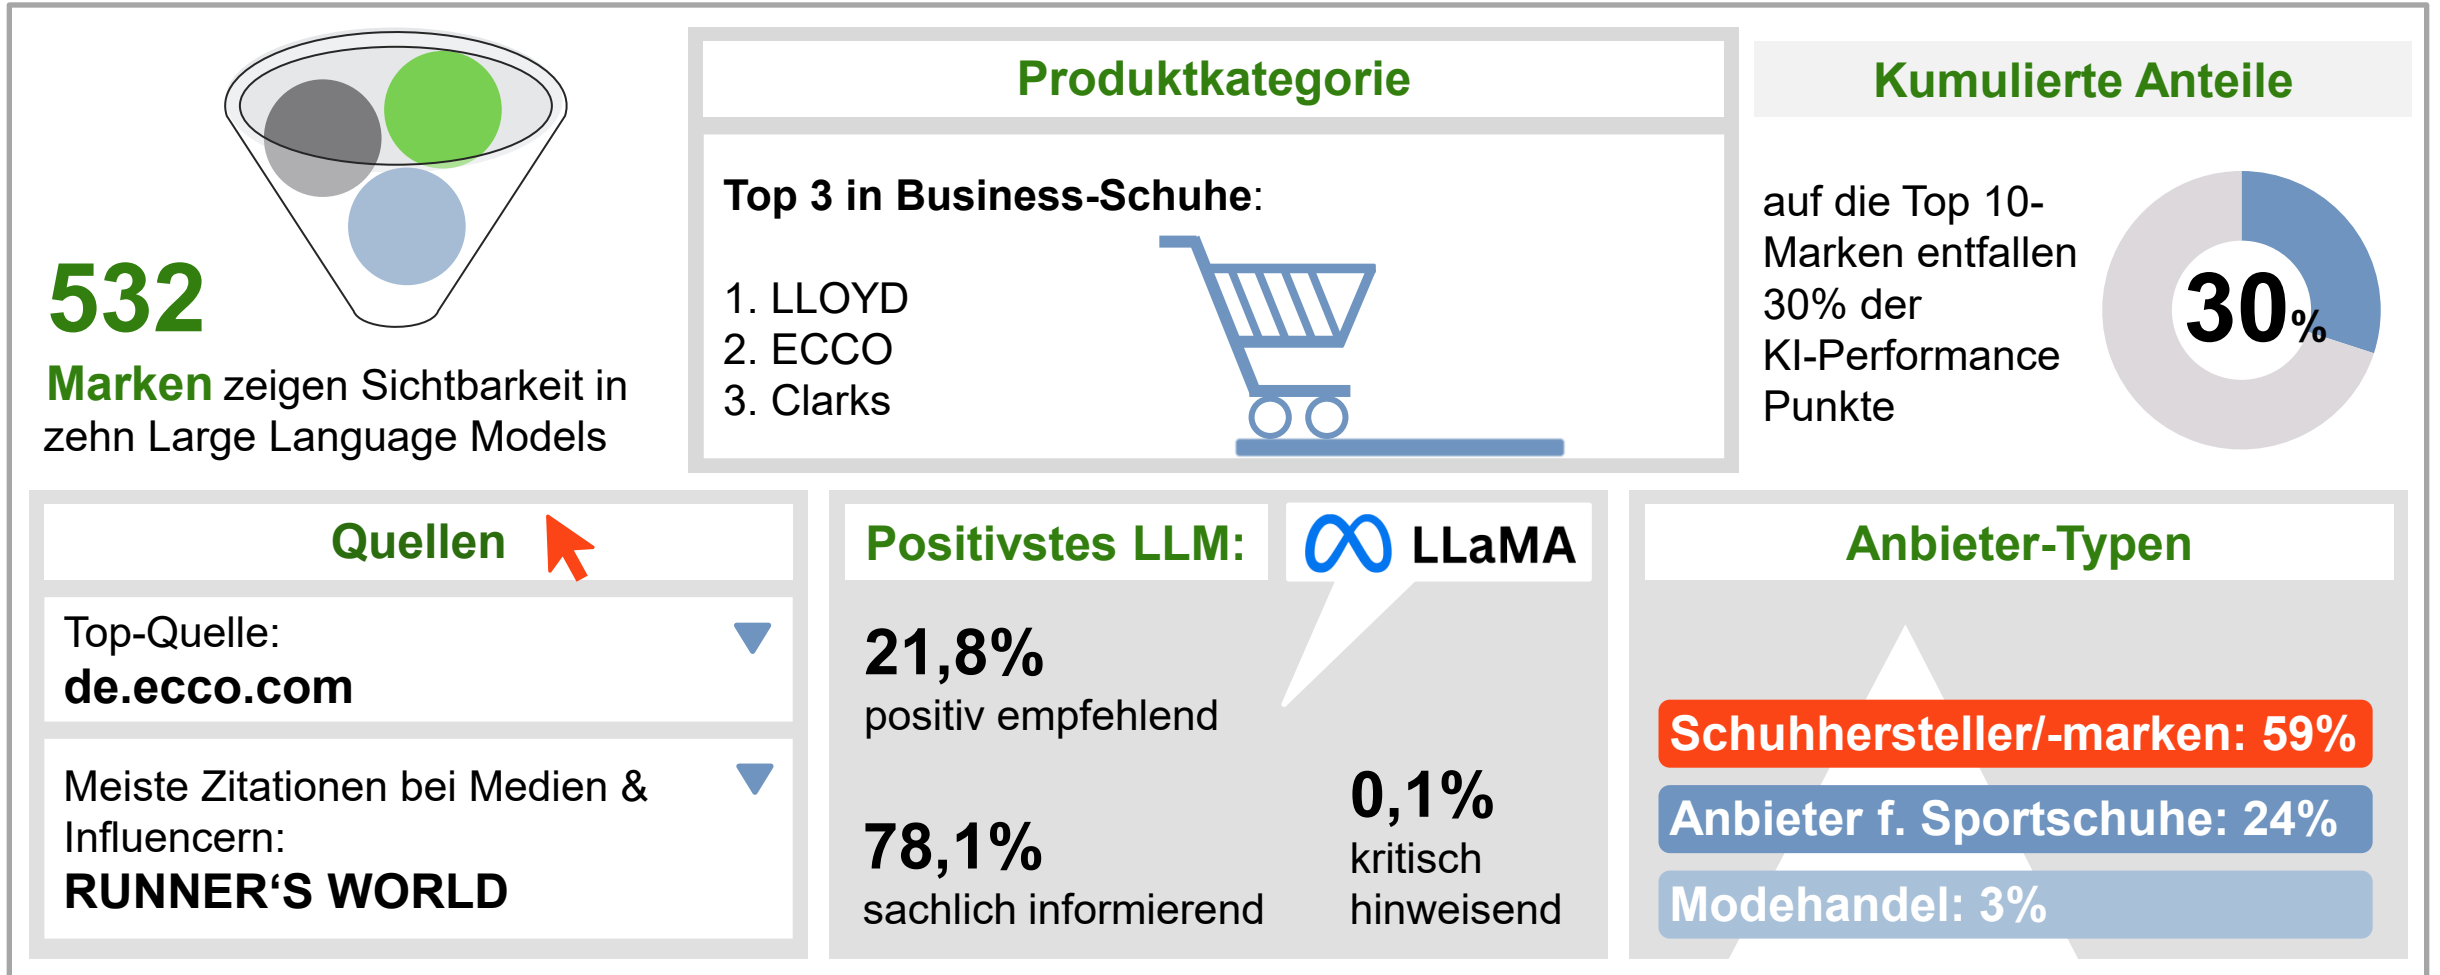 532
Marken zeigen Sichtbarkeit in
zehn Large Language Models
Produktkategorie
Top 3 in Business-Schuhe:
1. LLOYD
2. ECCO
3. Clarks
Kumulierte Anteile
auf die Top 10-
Marken entfallen
30% der
KI-Performance
Punkte
30%
Quellen
Top-Quelle:
de.ecco.com
Meiste Zitationen bei Medien &
Influencern:
RUNNER‘S WORLD
Positivstes LLM:
LLaMA
21,8%
positiv empfehlend
78,1%
sachlich informierend
0,1%
kritisch
hinweisend
Anbieter-Typen
Schuhhersteller/-marken: 59%
Anbieter f. Sportschuhe: 24%
Modehandel: 3%